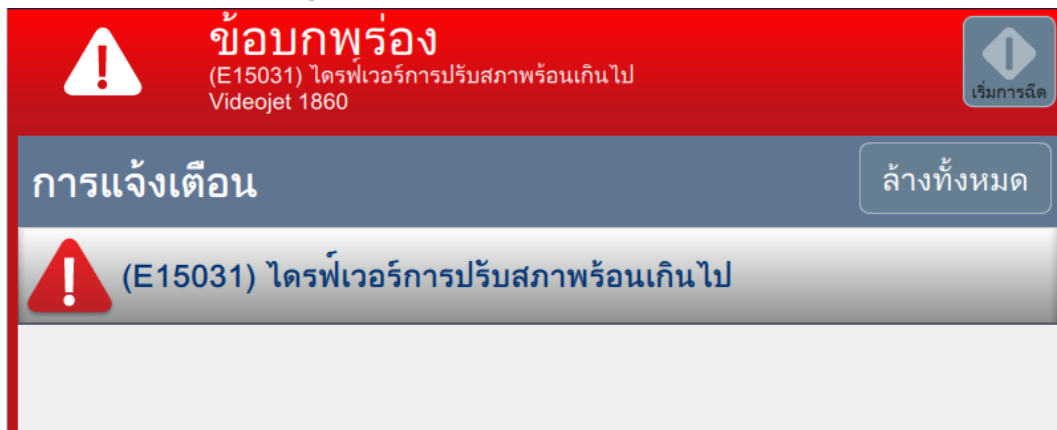 ข้อบกพร่อง
(E15031) ไดรฟ์เวอร์การปรับสภาพร้อนเกินไป
Videojet 1860
เริ่มการฉีด
การแจ้งเตือน
ล้างทั้งหมด
(E15031) ไดรฟ์เวอร์การปรับสภาพร้อนเกินไป